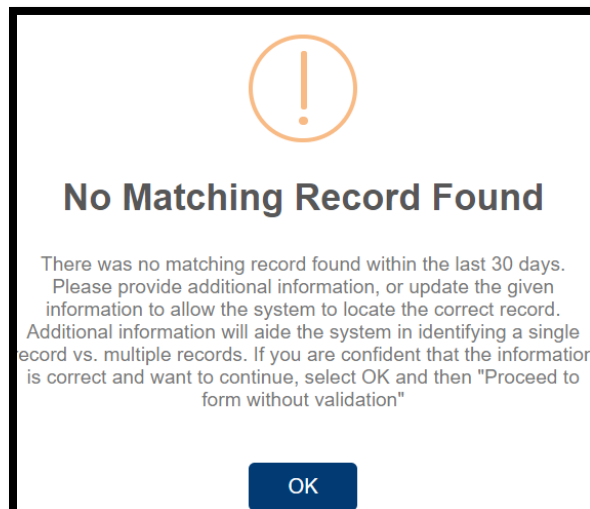 No Matching Record Found
There was no matching record found within the last 30 days.
Please provide additional information, or update the given
information to allow the system to locate the correct record.
Additional information will aide the system in identifying a single
record vs. multiple records. If you are confident that the information
is correct and want to continue, select OK and then "Proceed to
form without validation"
OK